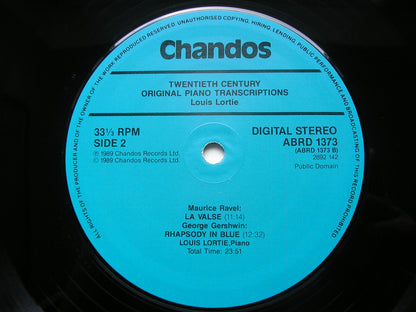 ALL RIGHTS OF THE PRODUCER AND OF THE OWNER OF THE WORK REPRODUCED RESERVED. UNAUTHORISED COPYING, HIRING, LENDING, PUBLIC PERFORMANCE AND BROADCASTING OF THIS RECORD PROHIBITED
Chandos
TWENTIETH CENTURY
ORIGINAL PIANO TRANSCRIPTIONS
Louis Lortie
33⅓ RPM
SIDE 2
℗ 1989 Chandos Records Ltd.
© 1989 Chandos Records Ltd.
DIGITAL STEREO
ABRD 1373
(ABRD 1373 B)
2892 142
Public Domain
Maurice Ravel:
LA VALSE (11:14)
George Gershwin:
RHAPSODY IN BLUE (12:32)
LOUIS LORTIE, Piano
Total Time: 23:51